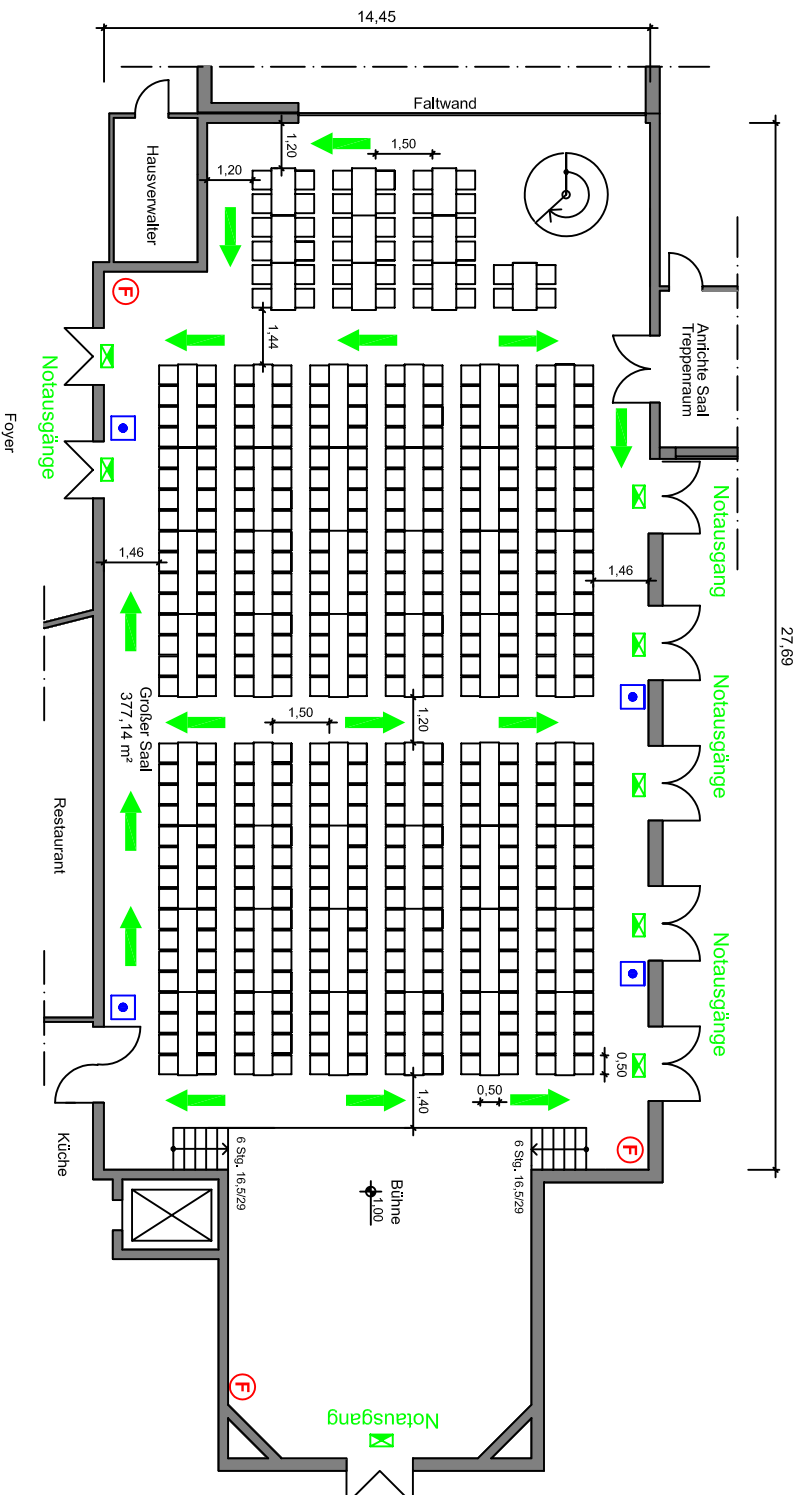 14,45
Faltwand
27,69
1,20
1,50
1,20
Hausverwalter
F
1,44
Anrichte Saal
Treppenraum
Notausgänge
Foyer
Notausgang
1,46
1,46
Notausgänge
Großer Saal
377,14 m²
1,50
1,20
Restaurant
Notausgänge
0,50
0,50
1,40
Küche
6 Stg. 16,5/29
6 Stg. 16,5/29
F
Bühne
1,00
F
Notausgang